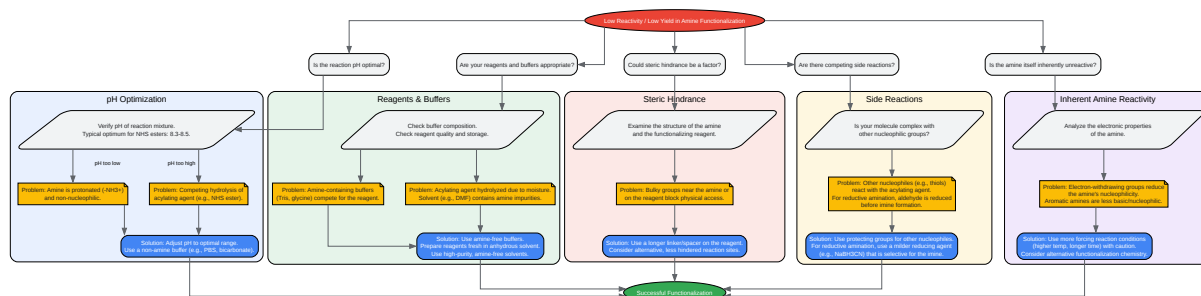 Low Reactivity / Low Yield in Amine Functionalization
Is the reaction pH optimal?
Are your reagents and buffers appropriate?
Could steric hindrance be a factor?
Are there competing side reactions?
Is the amine itself inherently unreactive?
pH Optimization
Verify pH of reaction mixture.
Typical optimum for NHS esters: 8.3-8.5.
pH too low
pH too high
Problem: Amine is protonated (-NH3+)
and non-nucleophilic.
Problem: Competing hydrolysis of
acylating agent (e.g., NHS ester).
Solution: Adjust pH to optimal range.
Use a non-amine buffer (e.g., PBS, bicarbonate).
Reagents & Buffers
Check buffer composition.
Check reagent quality and storage.
Problem: Amine-containing buffers
(Tris, glycine) compete for the reagent.
Problem: Acylating agent hydrolyzed due to moisture.
Solvent (e.g., DMF) contains amine impurities.
Solution: Use amine-free buffers.
Prepare reagents fresh in anhydrous solvent.
Use high-purity, amine-free solvents.
Steric Hindrance
Examine the structure of the amine
and the functionalizing reagent.
Problem: Bulky groups near the amine or
on the reagent block physical access.
Solution: Use a longer linker/spacer on the reagent.
Consider alternative, less hindered reaction sites.
Side Reactions
Is your molecule complex with
other nucleophilic groups?
Problem: Other nucleophiles (e.g., thiols)
react with the acylating agent.
For reductive amination, aldehyde is reduced
before imine formation.
Solution: Use protecting groups for other nucleophiles.
For reductive amination, use a milder reducing agent
(e.g., NaBH3CN) that is selective for the imine.
Inherent Amine Reactivity
Analyze the electronic properties
of the amine.
Problem: Electron-withdrawing groups reduce
the amine's nucleophilicity.
Aromatic amines are less basic/nucleophilic.
Solution: Use more forcing reaction conditions
(higher temp, longer time) with caution.
Consider alternative functionalization chemistry.
Successful Functionalization